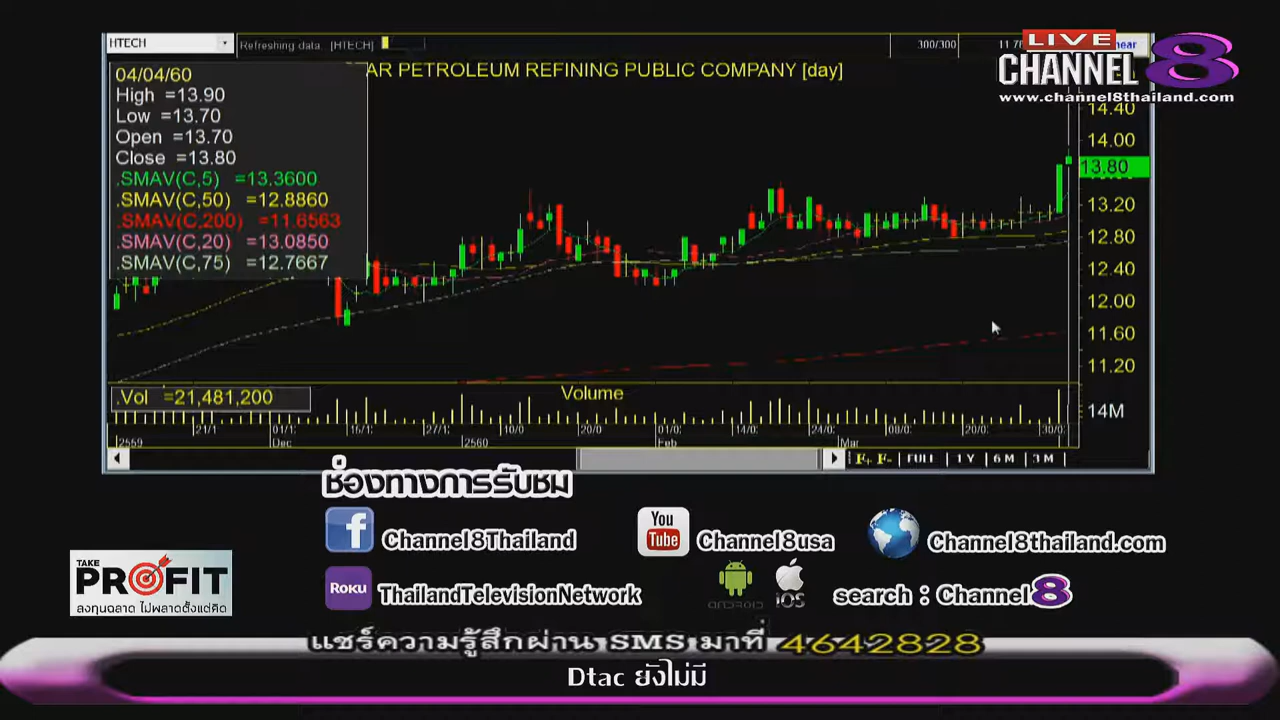 HTECH
Refreshing data. [HTECH]
300/300
LIVE
CHANNEL 8
www.channel8thailand.com
04/04/60
High =13.90
Low =13.70
Open =13.70
Close =13.80
.SMAV(C,5) =13.3600
.SMAV(C,50) =12.8860
.SMAV(C,200) =11.6563
.SMAV(C,20) =13.0850
.SMAV(C,75) =12.7667
AR PETROLEUM REFINING PUBLIC COMPANY [day]
14.40
14.00
13.80
13.20
12.80
12.40
12.00
11.60
11.20
.Vol =21,481,200
Volume
14M
21/1 01/1 16/1 27/1 10/0 20/0 01/0 14/0 24/0 08/0 20/0 30/0
2559 Dec 2560 Feb Mar
F+ F- FULL 1 Y 6 M 3 M
ช่องทางการรับชม
Channel8Thailand
You Tube
Channel8usa
Channel8thailand.com
TAKE PROFIT
ลงทุนฉลาด ไม่พลาดตั้งแต่คิด
ROKU
ThailandTelevisionNetwork
ANDROID
iOS
search : Channel8
แชร์ความรู้สึกผ่าน SMS มาที่ 4642828
Dtac ยังไม่มี